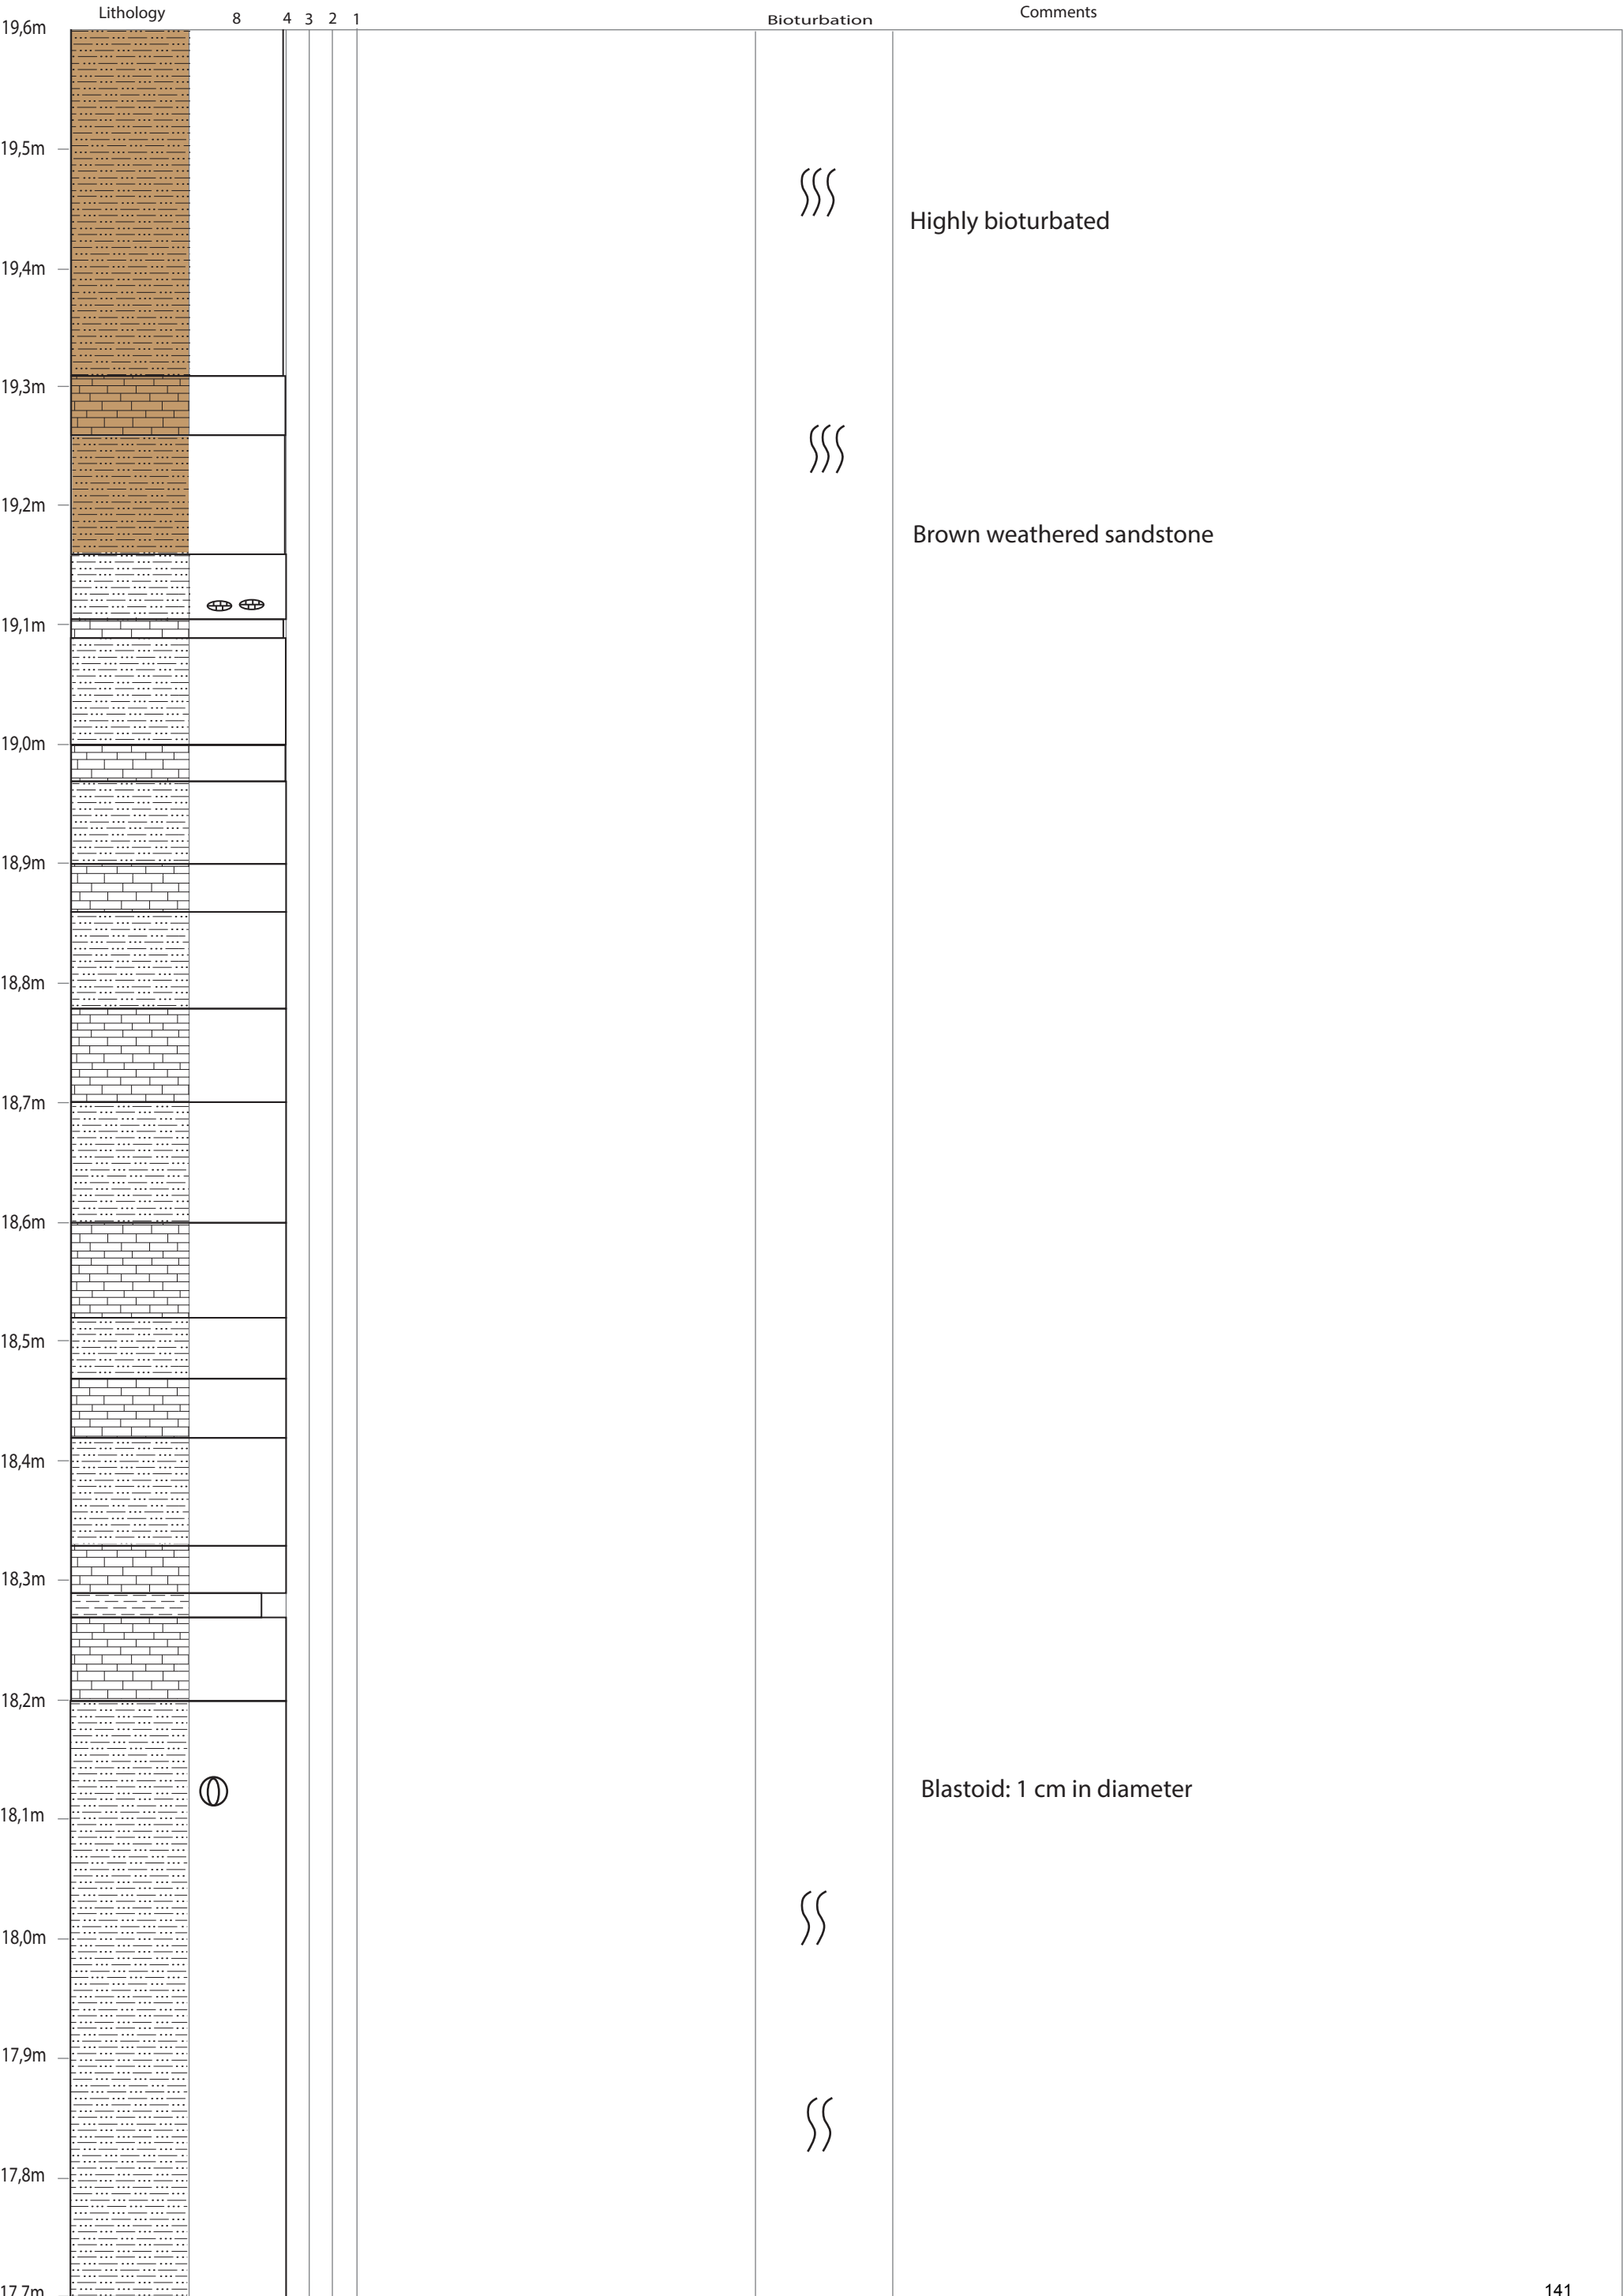 Lithology 8 4 3 2 1 Bioturbation Comments
19,6m
19,5m
Highly bioturbated
19,4m
19,3m
19,2m
Brown weathered sandstone
19,1m
19,0m
18,9m
18,8m
18,7m
18,6m
18,5m
18,4m
18,3m
18,2m
Blastoid: 1 cm in diameter
18,1m
18,0m
17,9m
17,8m
17,7m
141